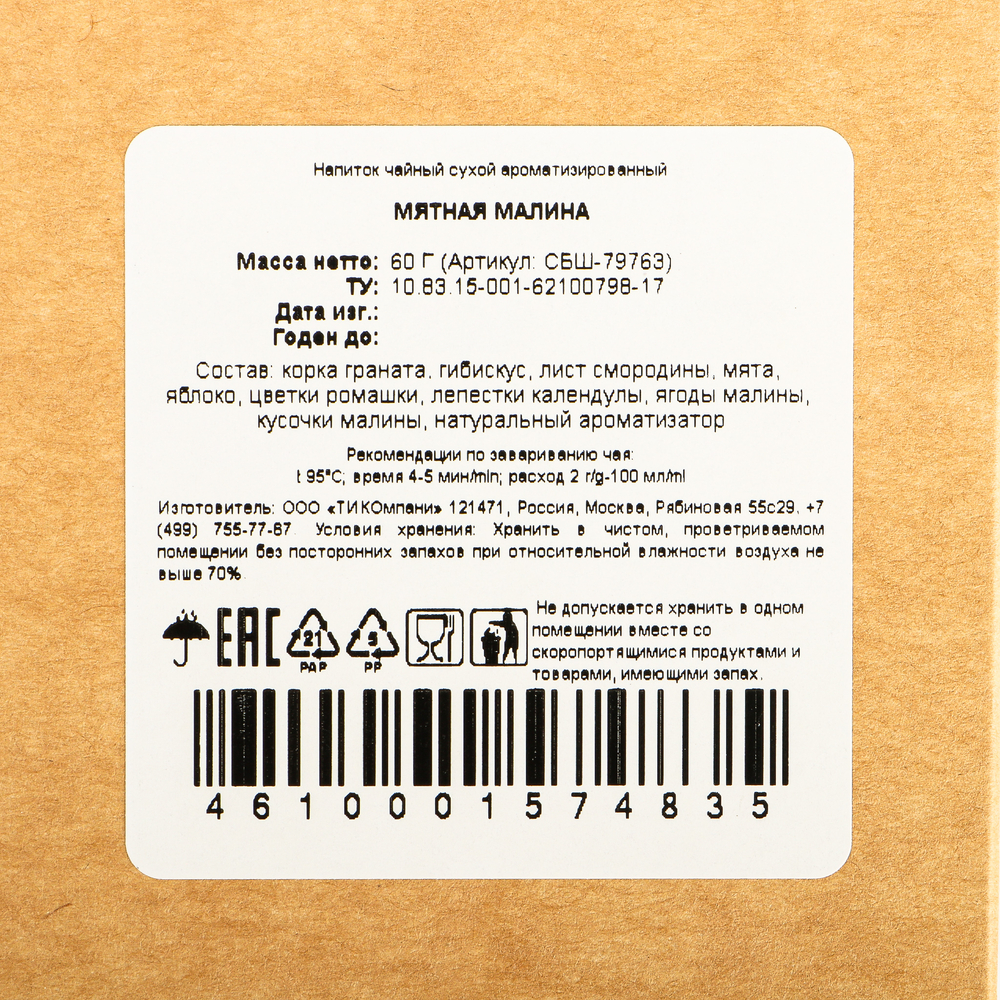 Напиток чайный сухой ароматизированный
МЯТНАЯ МАЛИНА
Масса нетто: 60 Г (Артикул: СБШ-79763)
ТУ: 10.83.15-001-62100798-17
Дата изг.:
Годен до:
Состав: корка граната, гибискус, лист смородины, мята,
яблоко, цветки ромашки, лепестки календулы, ягоды малины,
кусочки малины, натуральный ароматизатор
Рекомендации по завариванию чая:
t 95°C; время 4-5 мин/min; расход 2 г/g-100 мл/ml
Изготовитель: ООО «ТИКОмпани» 121471, Россия, Москва, Рябиновая 55с29, +7
(499) 755-77-67. Условия хранения: Хранить в чистом, проветриваемом
помещении без посторонних запахов при относительной влажности воздуха не
выше 70%.
EAC
21
PAP
5
PP
Не допускается хранить в одном
помещении вместе со
скоропортящимися продуктами и
товарами, имеющими запах.
4610001574835